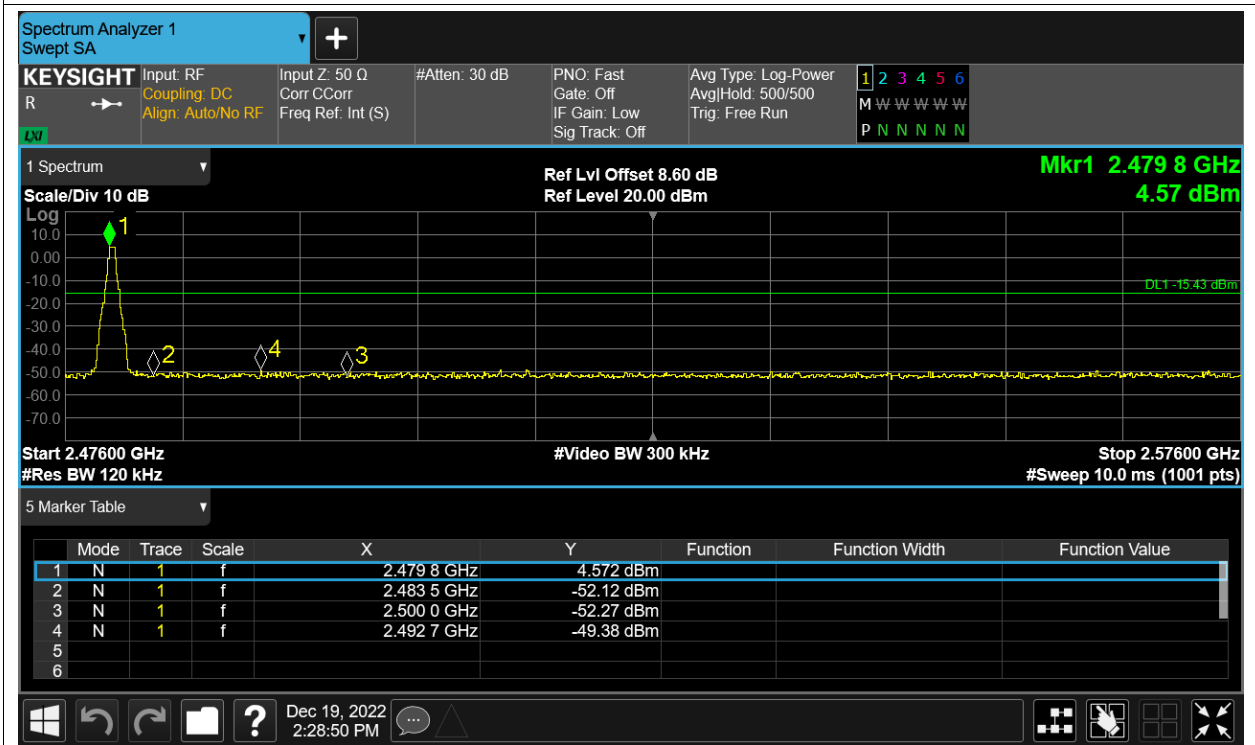 Spectrum Analyzer 1
Swept SA
KEYSIGHT
R
LXI
Input: RF
Coupling: DC
Align: Auto/No RF
Input Z: 50 Ω
Corr CCorr
Freq Ref: Int (S)
#Atten: 30 dB
PNO: Fast
Gate: Off
IF Gain: Low
Sig Track: Off
Avg Type: Log-Power
Avg|Hold: 500/500
Trig: Free Run
1 2 3 4 5 6
M W W W W W
P N N N N N
1 Spectrum
Scale/Div 10 dB
Ref Lvl Offset 8.60 dB
Ref Level 20.00 dBm
Mkr1 2.479 8 GHz
4.57 dBm
Log
10.0
0.00
-10.0
-20.0
-30.0
-40.0
-50.0
-60.0
-70.0
1
2
4
3
DL1 -15.43 dBm
Start 2.47600 GHz
#Video BW 300 kHz
Stop 2.57600 GHz
#Res BW 120 kHz
#Sweep 10.0 ms (1001 pts)
5 Marker Table
Mode Trace Scale X Y Function Function Width Function Value
1 N 1 f 2.479 8 GHz 4.572 dBm
2 N 1 f 2.483 5 GHz -52.12 dBm
3 N 1 f 2.500 0 GHz -52.27 dBm
4 N 1 f 2.492 7 GHz -49.38 dBm
5
6
?
Dec 19, 2022
2:28:50 PM